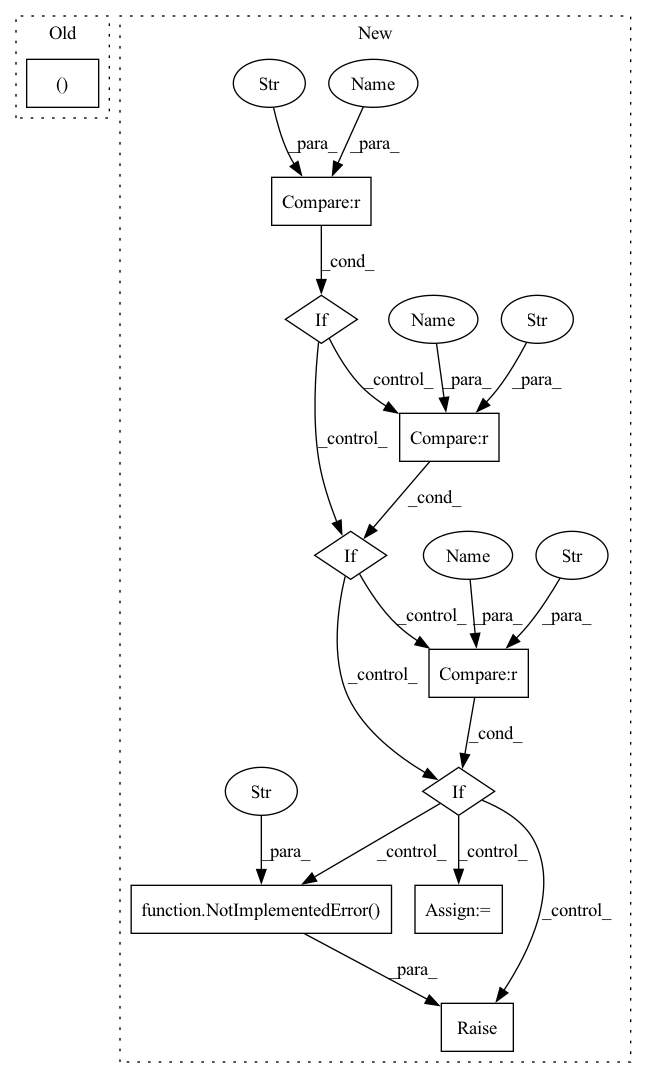 Old
New
()
Str
Name
_para_
_para_
Compare:r
_cond_
If
Name
Str
_control_
_para_
_para_
_control_
Compare:r
_cond_
If
Name
Str
_control_
_para_
_para_
_control_
Compare:r
_cond_
Str
If
_para_
_control_
_control_
_control_
function.NotImplementedError()
Assign:=
_para_
Raise